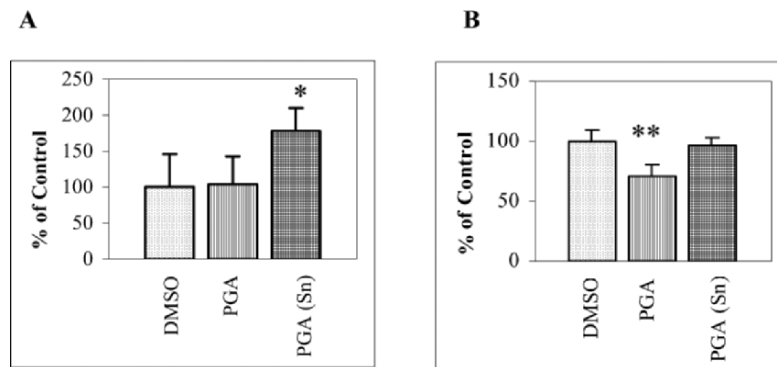 A
% of Control
250
200
150
100
50
0
*
DMSO
PGA
PGA (Sn)
B
% of Control
150
100
50
0
**
DMSO
PGA
PGA (Sn)